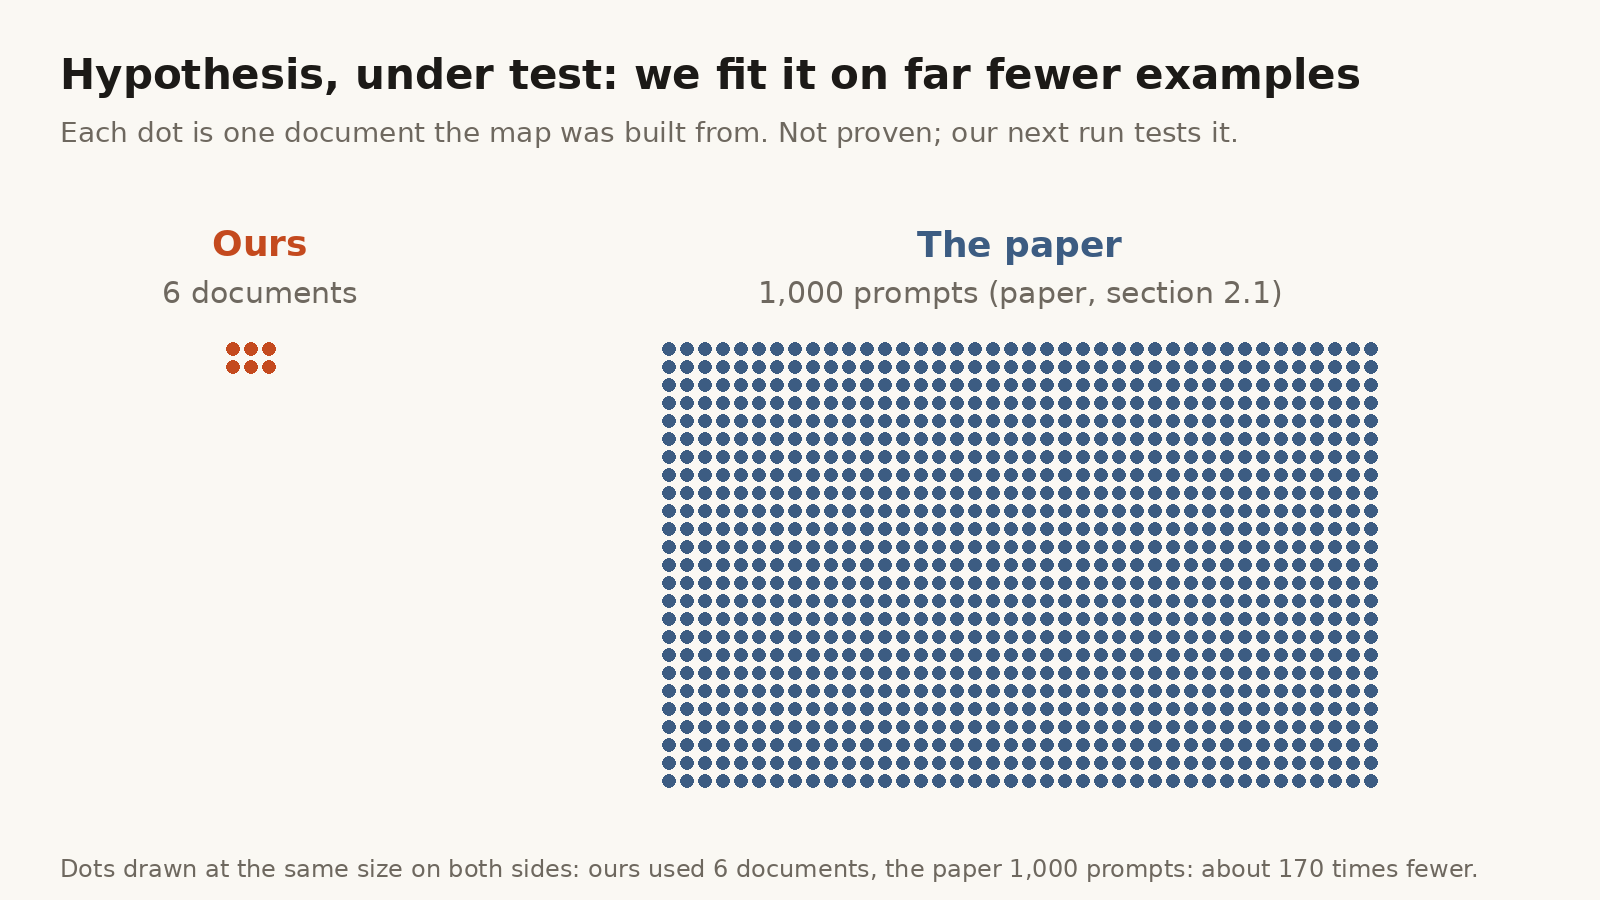 Hypothesis, under test: we fit it on far fewer examples
Each dot is one document the map was built from. Not proven; our next run tests it.
Ours
6 documents
The paper
1,000 prompts (paper, section 2.1)
Dots drawn at the same size on both sides: ours used 6 documents, the paper 1,000 prompts: about 170 times fewer.